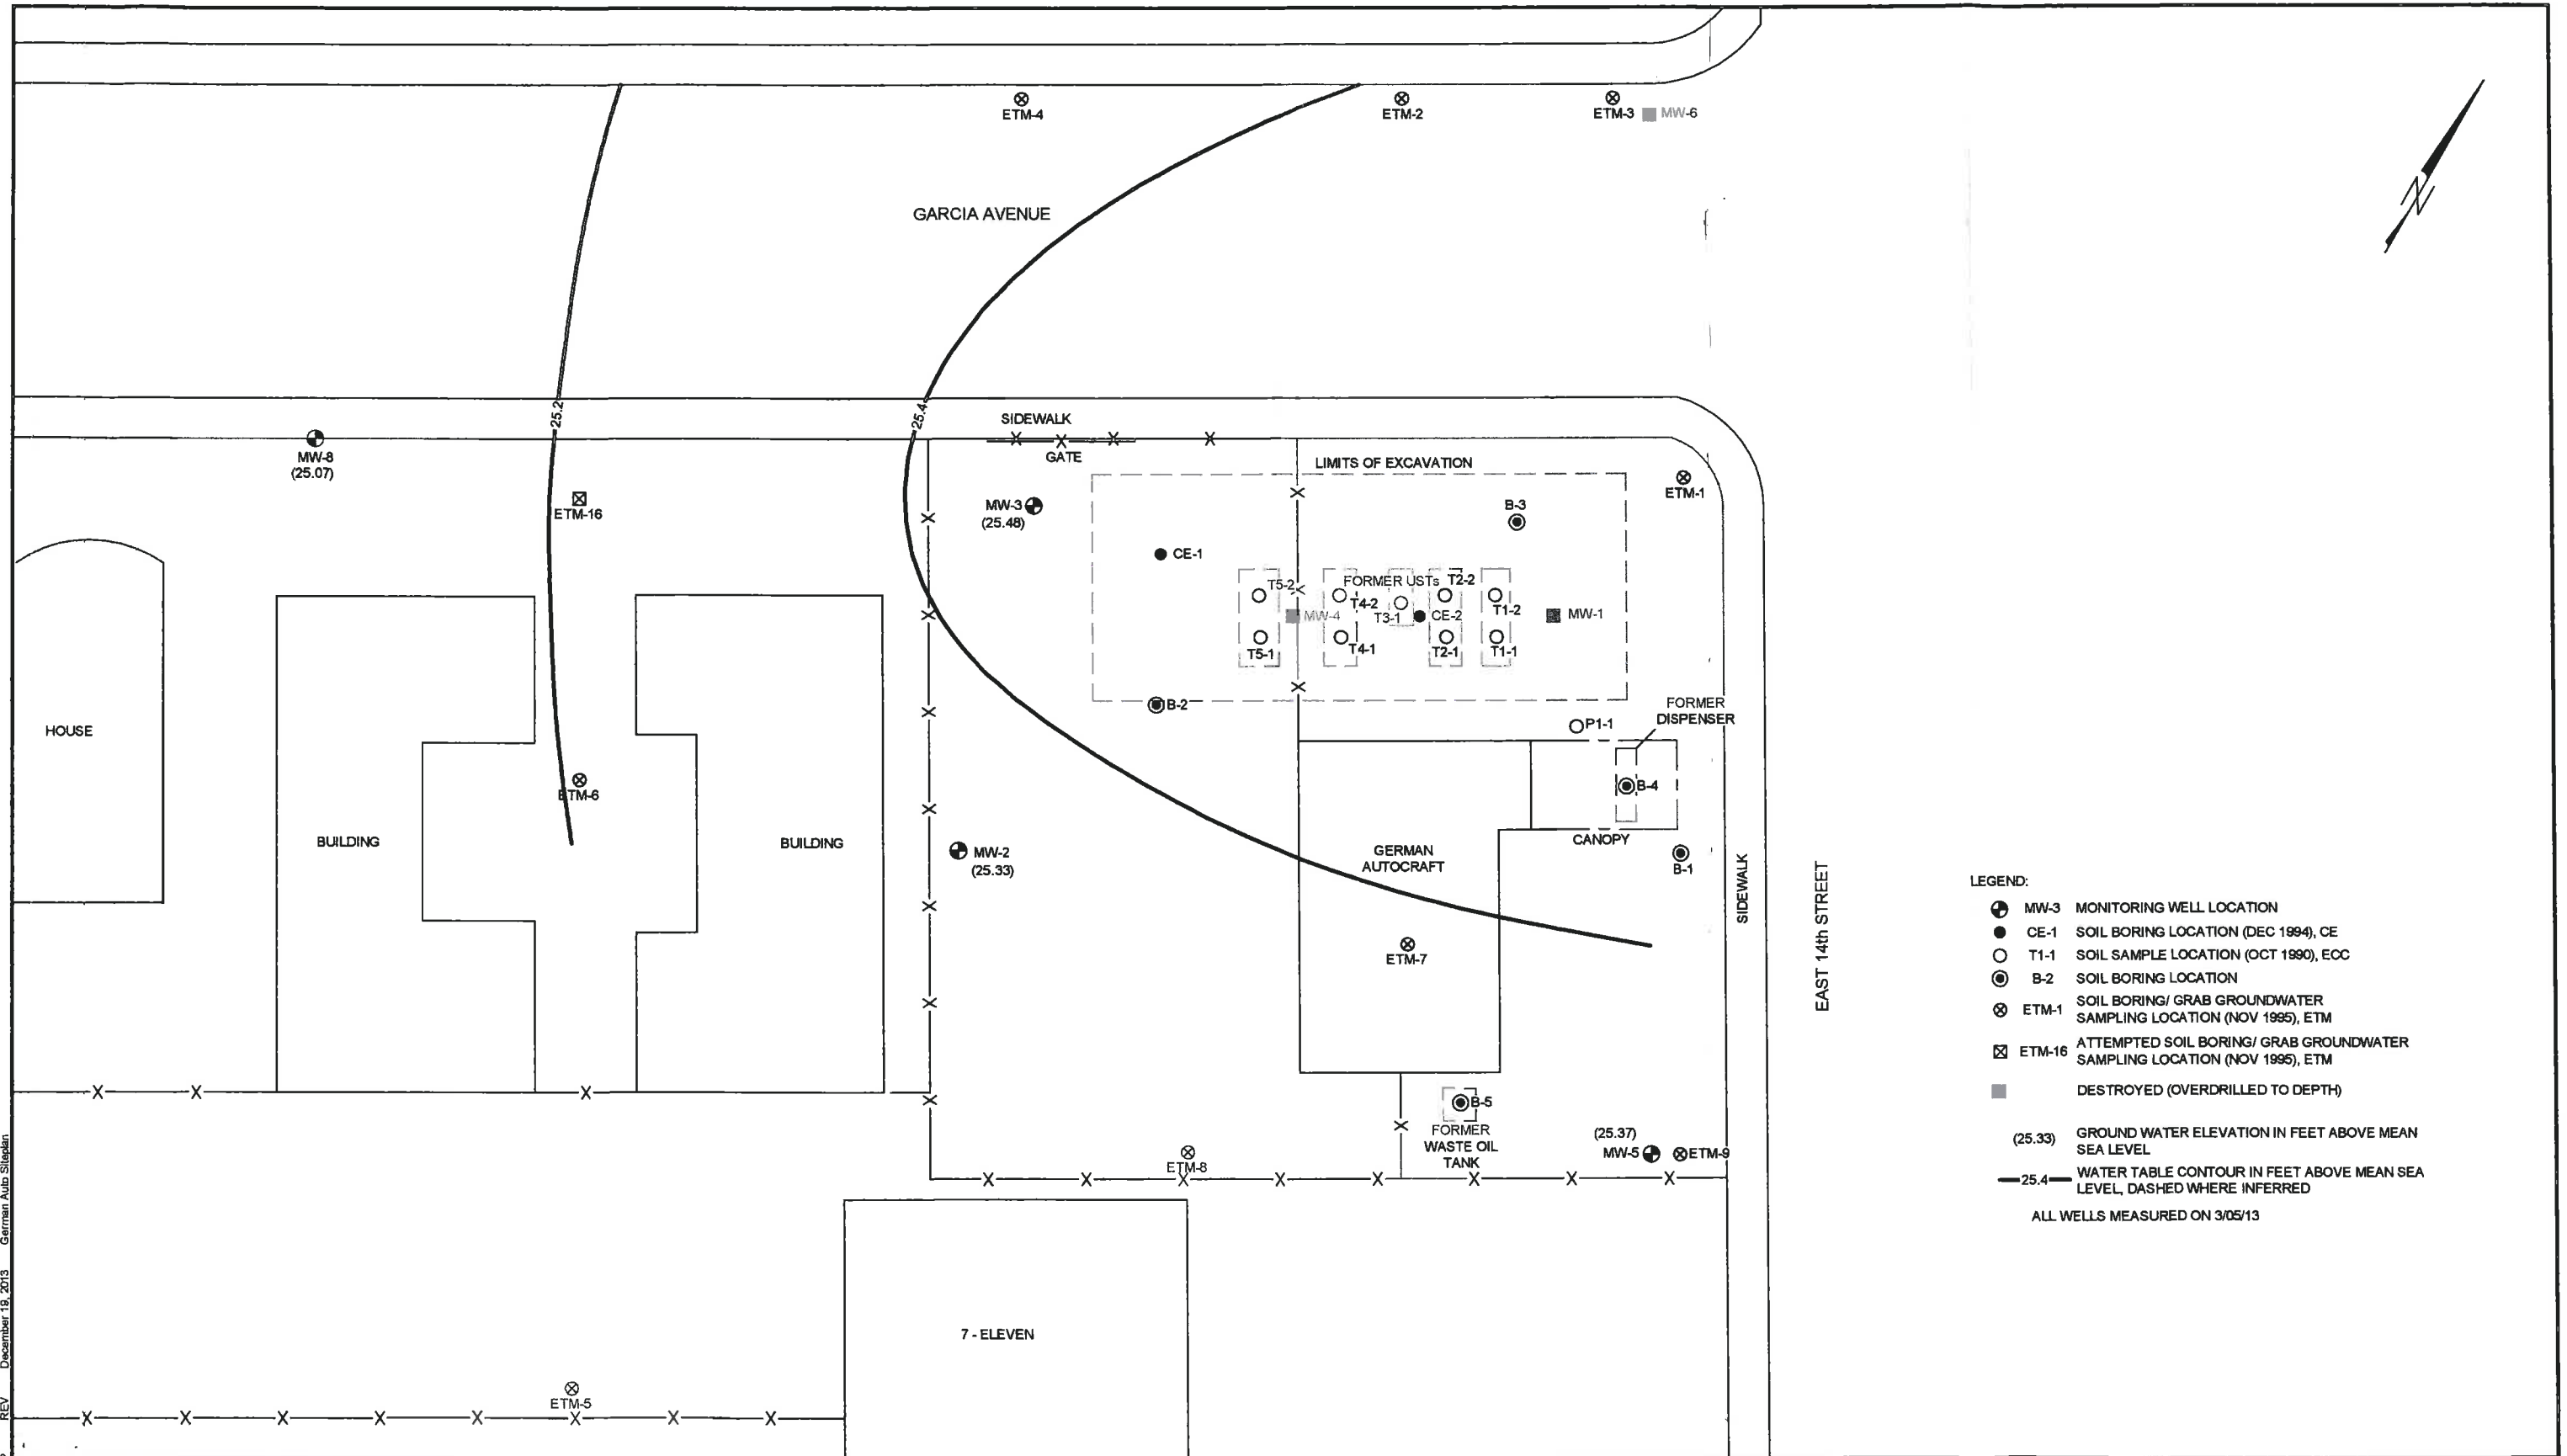 ETM-4
ETM-2
ETM-3
MW-6
N
GARCIA AVENUE
25.2
25.4
SIDEWALK
GATE
LIMITS OF EXCAVATION
MW-8
(25.07)
ETM-16
MW-3
(25.48)
B-3
ETM-1
CE-1
FORMER USTs
T5-2
T4-2
T3-1
T2-2
CE-2
T1-2
MW-4
MW-1
T5-1
T4-1
T2-1
T1-1
B-2
P1-1
FORMER
DISPENSER
HOUSE
ETM-6
B-4
BUILDING
BUILDING
MW-2
(25.33)
GERMAN
AUTOCRAFT
CANOPY
B-1
SIDEWALK
EAST 14th STREET
ETM-7
B-5
FORMER
WASTE OIL
TANK
(25.37)
MW-5
ETM-9
ETM-8
7 - ELEVEN
ETM-5
LEGEND:
MW-3 MONITORING WELL LOCATION
CE-1 SOIL BORING LOCATION (DEC 1994), CE
T1-1 SOIL SAMPLE LOCATION (OCT 1990), ECC
B-2 SOIL BORING LOCATION
ETM-1 SOIL BORING/ GRAB GROUNDWATER
SAMPLING LOCATION (NOV 1995), ETM
ETM-16 ATTEMPTED SOIL BORING/ GRAB GROUNDWATER
SAMPLING LOCATION (NOV 1995), ETM
DESTROYED (OVERDRILLED TO DEPTH)
(25.33) GROUND WATER ELEVATION IN FEET ABOVE MEAN
SEA LEVEL
25.4 WATER TABLE CONTOUR IN FEET ABOVE MEAN SEA
LEVEL, DASHED WHERE INFERRED
ALL WELLS MEASURED ON 3/05/13
REV December 19, 2013 German Auto Siteplan